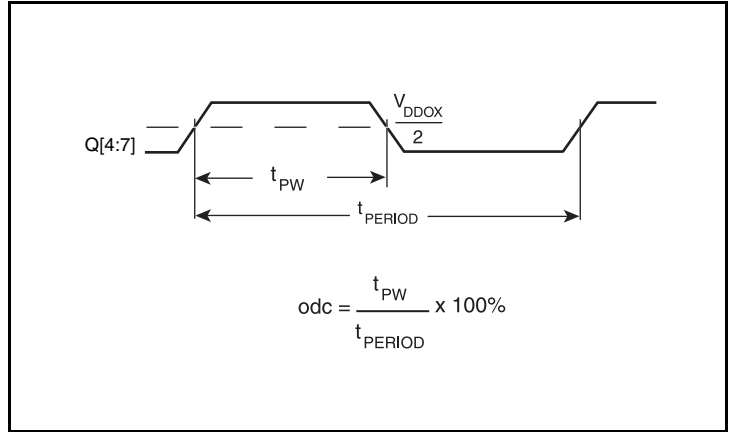 V_DDOX
2
Q[4:7]
t_PW
t_PERIOD
odc = t_PW / t_PERIOD x 100%